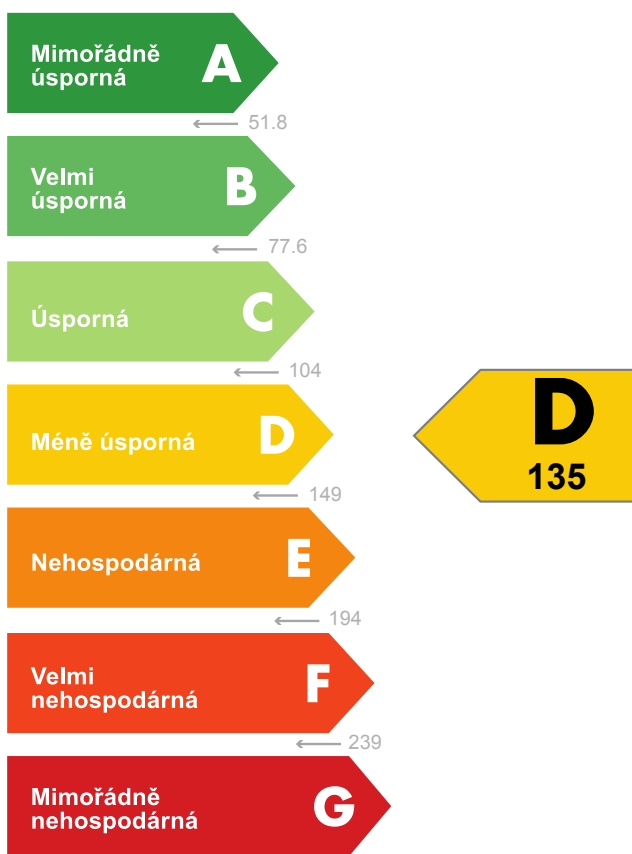 Mimořádně
úsporná
A
51.8
Velmi
úsporná
B
77.6
Úsporná
C
104
Méně úsporná
D
149
D
135
Nehospodárná
E
194
Velmi
nehospodárná
F
239
Mimořádně
nehospodárná
G